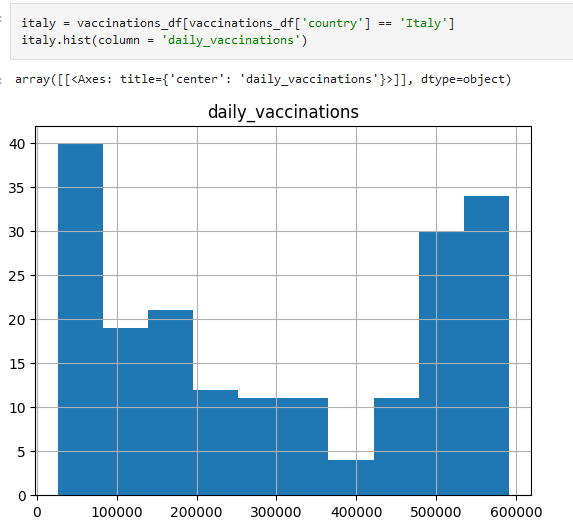 italy = vaccinations_df[vaccinations_df['country'] == 'Italy']
italy.hist(column = 'daily_vaccinations')
array([[<Axes: title={'center': 'daily_vaccinations'}>]], dtype=object)
daily_vaccinations
40
35
30
25
20
15
10
5
0
0 100000 200000 300000 400000 500000 600000